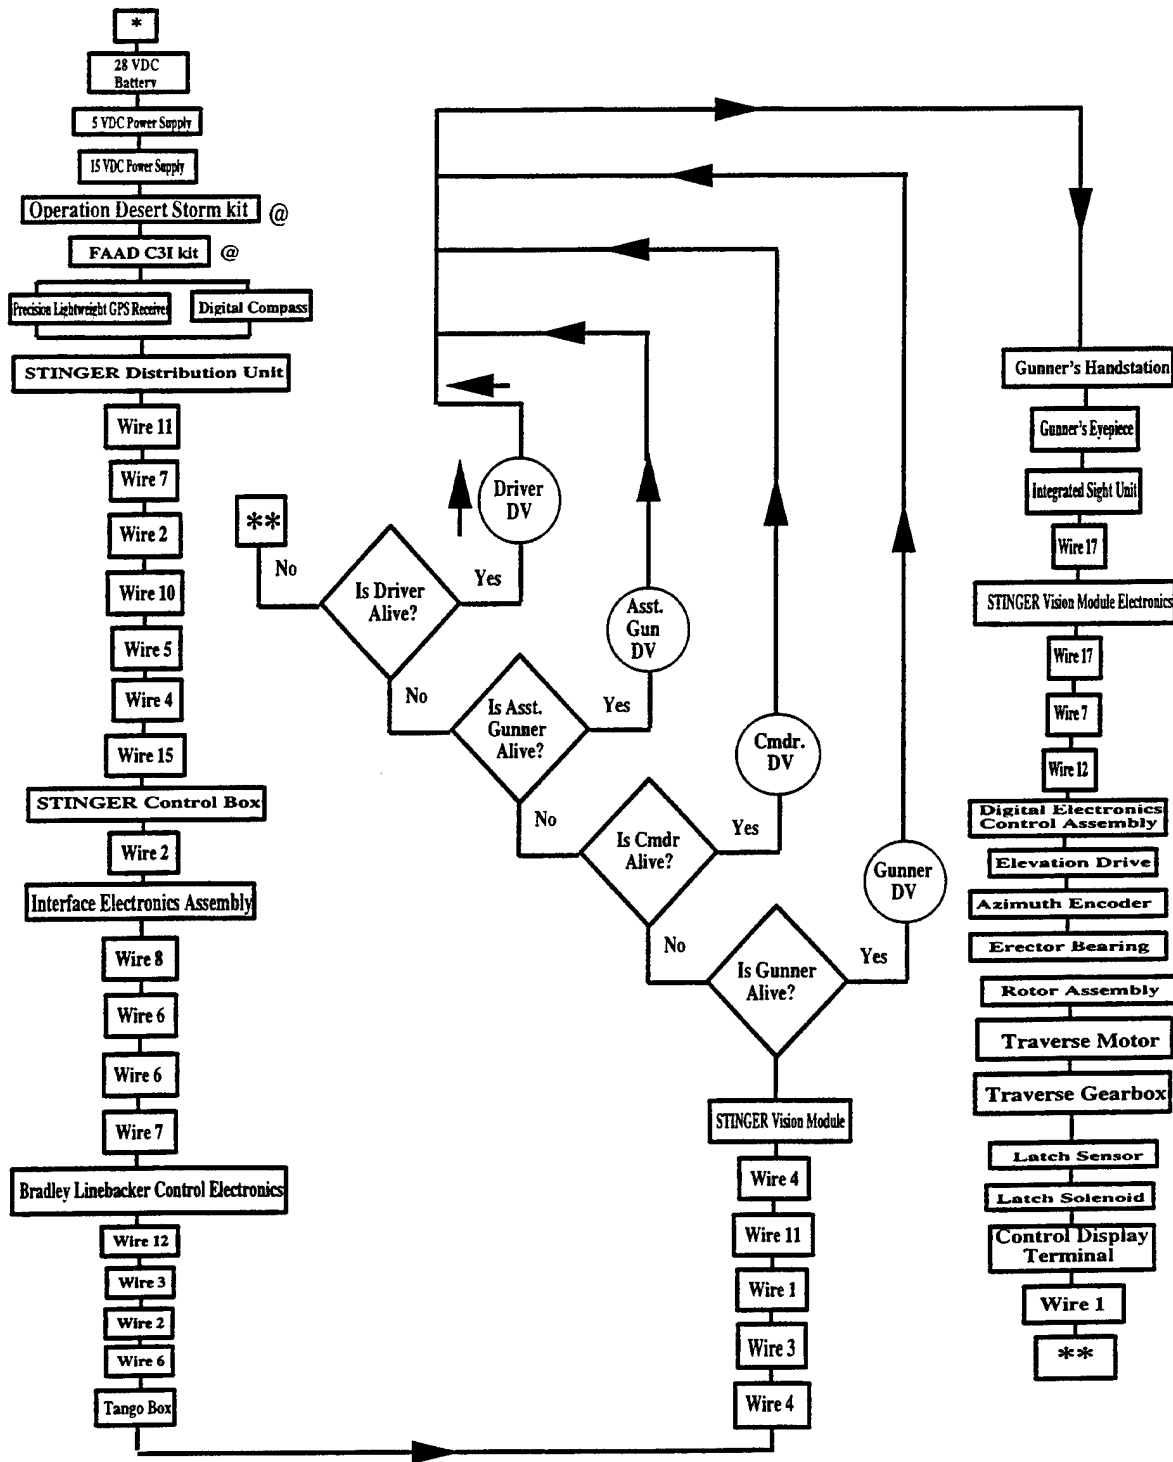 *
28 VDC
Battery
5 VDC Power Supply
15 VDC Power Supply
Operation Desert Storm kit @
FAAD C3I kit @
Precision Lightweight GPS Receiver
Digital Compass
STINGER Distribution Unit
Wire 11
Wire 7
Wire 2
Wire 10
Wire 5
Wire 4
Wire 15
STINGER Control Box
Wire 2
Interface Electronics Assembly
Wire 8
Wire 6
Wire 6
Wire 7
Bradley Linebacker Control Electronics
Wire 12
Wire 3
Wire 2
Wire 6
Tango Box
**
No
Is Driver
Alive?
Yes
Driver
DV
No
Is Asst.
Gunner
Alive?
Yes
Asst.
Gun
DV
No
Is Cmdr
Alive?
Yes
Cmdr.
DV
No
Is Gunner
Alive?
Yes
Gunner
DV
STINGER Vision Module
Wire 4
Wire 11
Wire 1
Wire 3
Wire 4
Gunner's Handstation
Gunner's Eyepiece
Integrated Sight Unit
Wire 17
STINGER Vision Module Electronics
Wire 17
Wire 7
Wire 12
Digital Electronics
Control Assembly
Elevation Drive
Azimuth Encoder
Erector Bearing
Rotor Assembly
Traverse Motor
Traverse Gearbox
Latch Sensor
Latch Solenoid
Control Display
Terminal
Wire 1
**